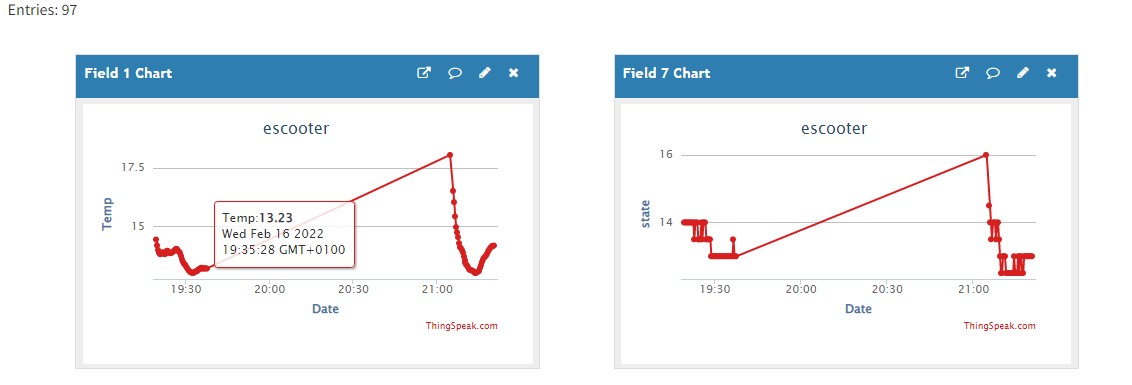 Entries: 97
Field 1 Chart
escooter
17.5
15
Temp
Temp:13.23
Wed Feb 16 2022
19:35:28 GMT+0100
19:30 20:00 20:30 21:00
Date
ThingSpeak.com
Field 7 Chart
escooter
16
14
state
19:30 20:00 20:30 21:00
Date
ThingSpeak.com